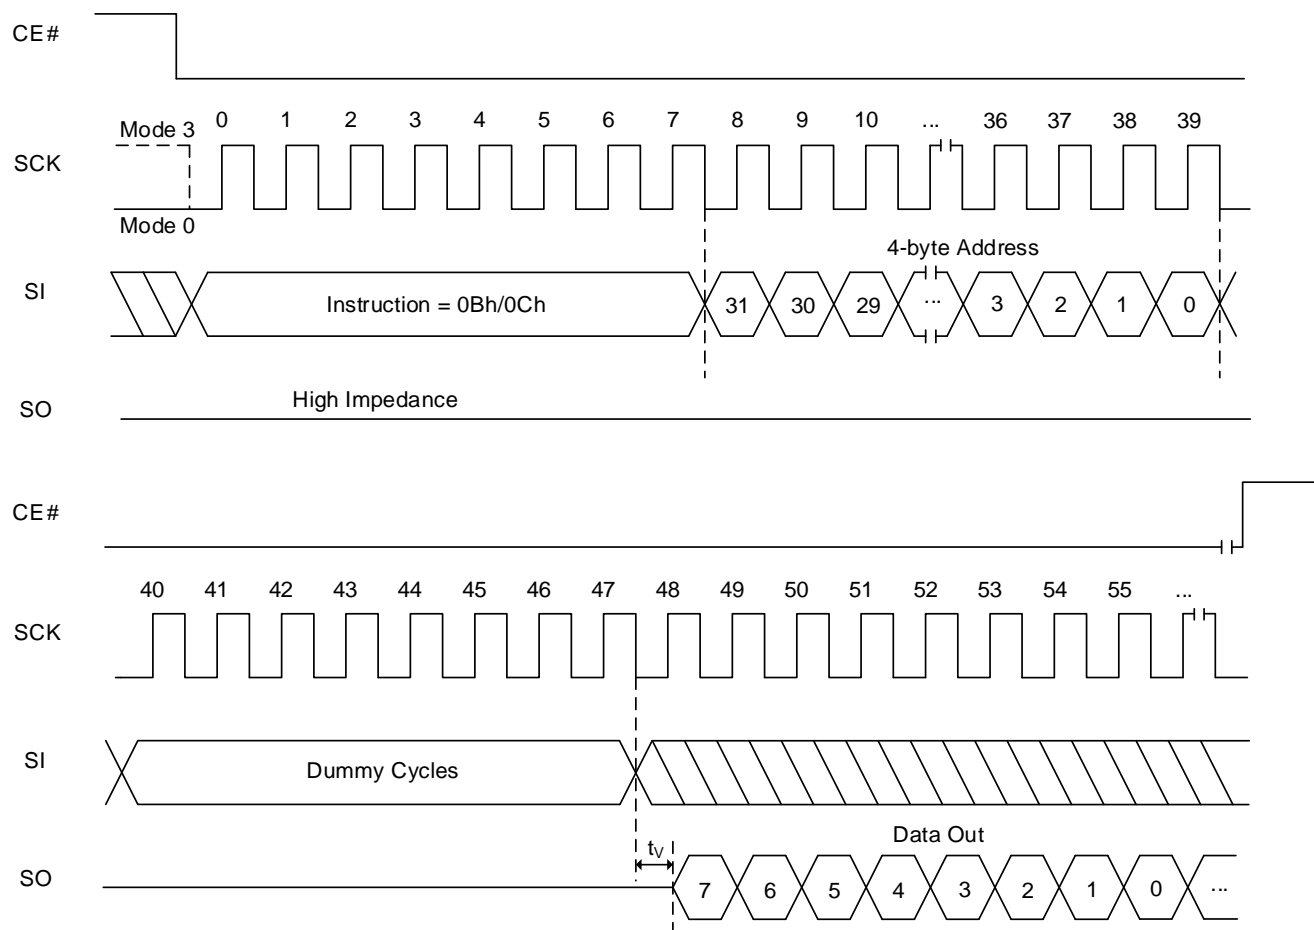 CE#
Mode 3 0 1 2 3 4 5 6 7 8 9 10 ... 36 37 38 39
SCK
Mode 0
4-byte Address
SI Instruction = 0Bh/0Ch 31 30 29 ... 3 2 1 0
High Impedance
SO
CE#
40 41 42 43 44 45 46 47 48 49 50 51 52 53 54 55 ...
SCK
SI Dummy Cycles
Data Out
tV
SO 7 6 5 4 3 2 1 0 ...